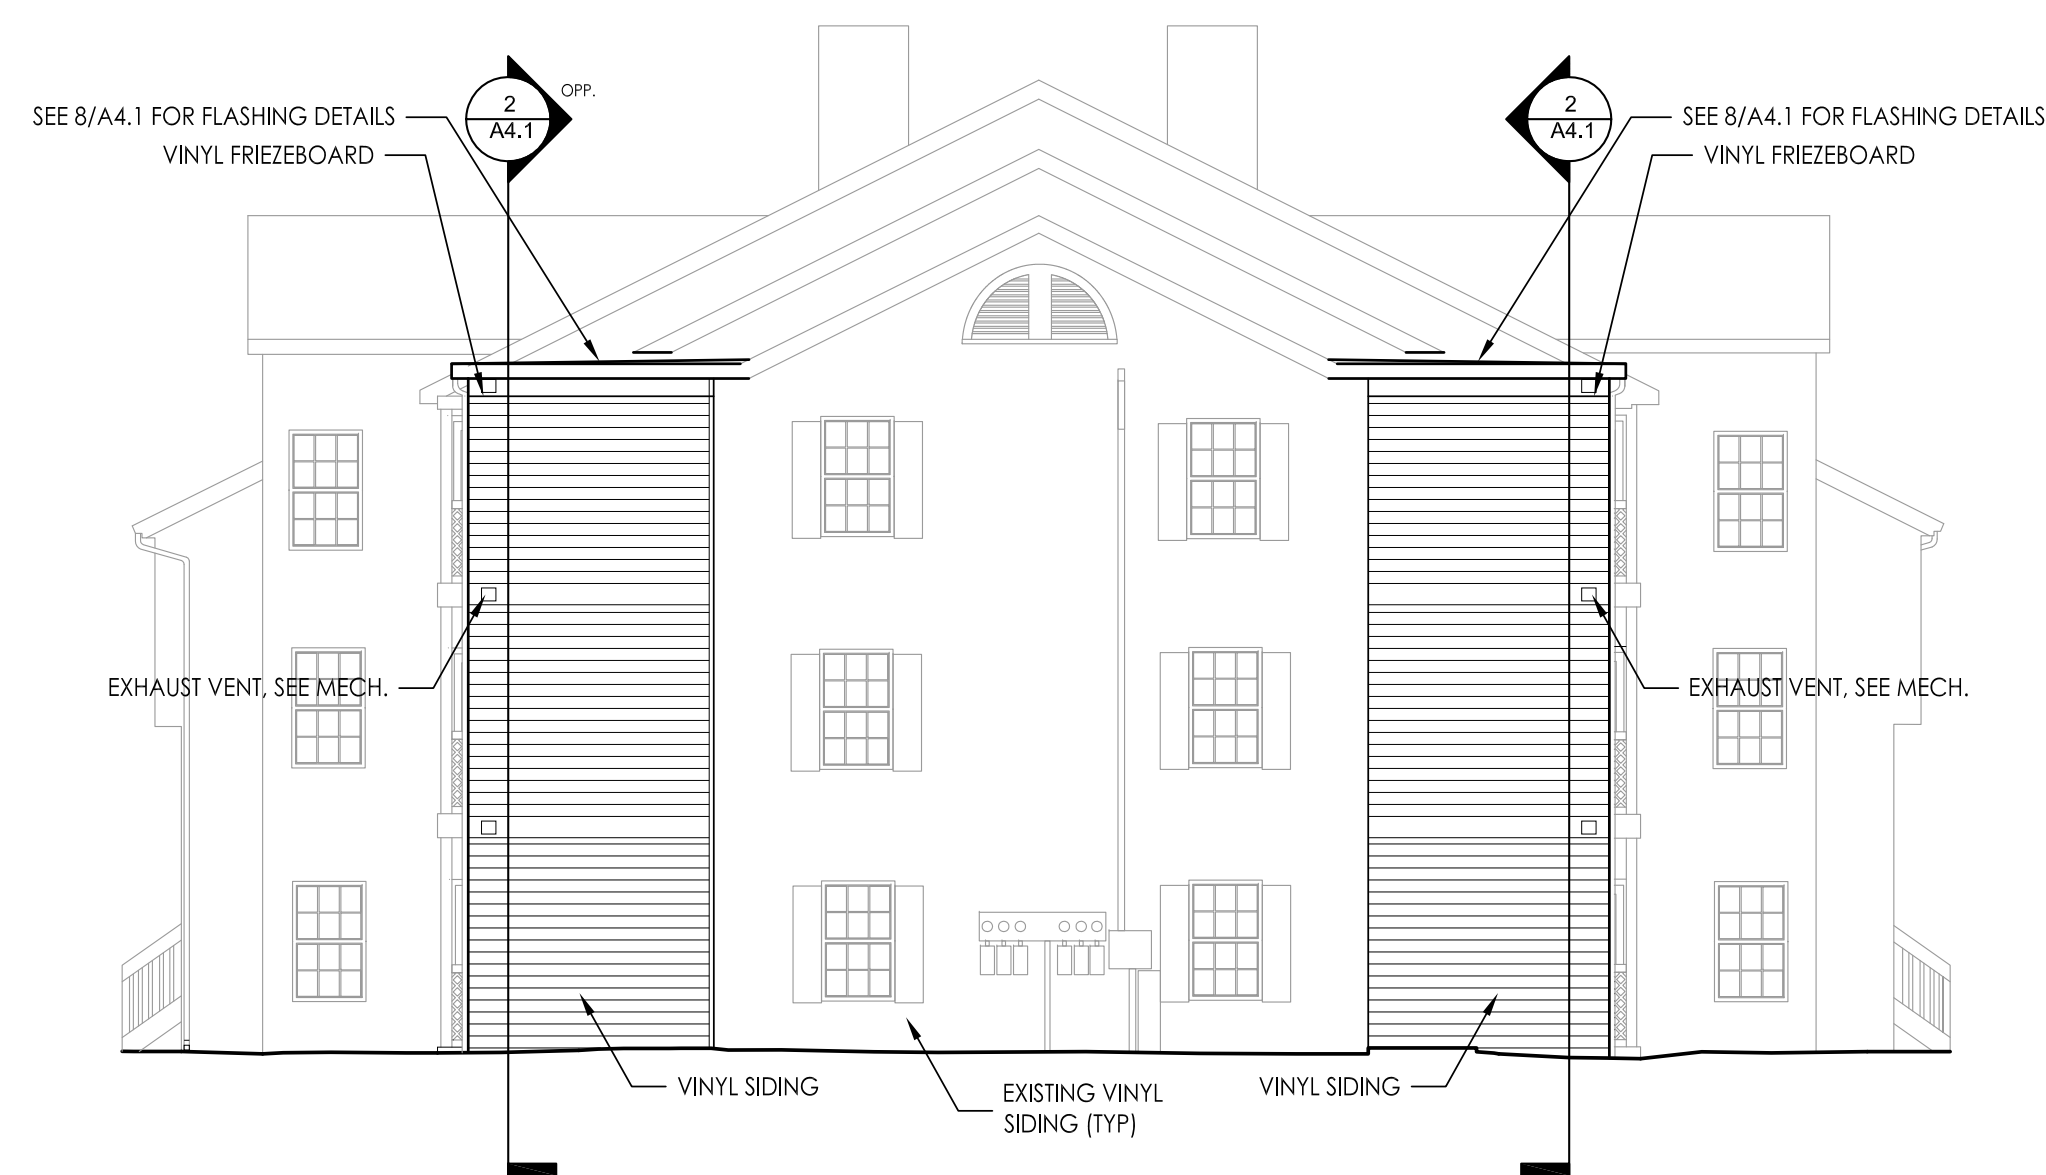 OPP.
2
A4.1
2
A4.1
SEE 8/A4.1 FOR FLASHING DETAILS
SEE 8/A4.1 FOR FLASHING DETAILS
VINYL FRIEZEBOARD
VINYL FRIEZEBOARD
EXHAUST VENT, SEE MECH.
EXHAUST VENT, SEE MECH.
VINYL SIDING
EXISTING VINYL
SIDING (TYP)
VINYL SIDING